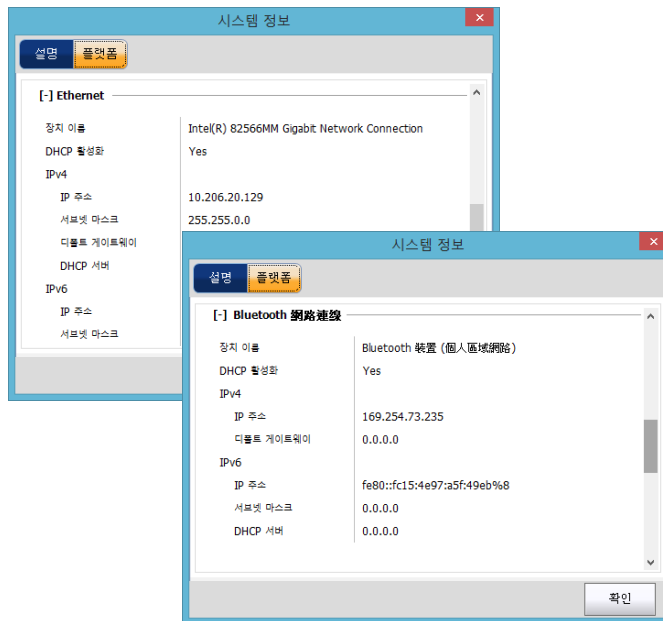 시스템 정보
설명 플랫폼
[-] Ethernet
장치 이름 Intel(R) 82566MM Gigabit Network Connection
DHCP 활성화 Yes
IPv4
IP 주소 10.206.20.129
서브넷 마스크 255.255.0.0
디폴트 게이트웨이
DHCP 서버
IPv6
IP 주소
서브넷 마스크
시스템 정보
설명 플랫폼
[-] Bluetooth 網路連線
장치 이름 Bluetooth 裝置 (個人區域網路)
DHCP 활성화 Yes
IPv4
IP 주소 169.254.73.235
디폴트 게이트웨이 0.0.0.0
IPv6
IP 주소 fe80::fc15:4e97:a5f:49eb%8
서브넷 마스크 0.0.0.0
DHCP 서버 0.0.0.0
확인